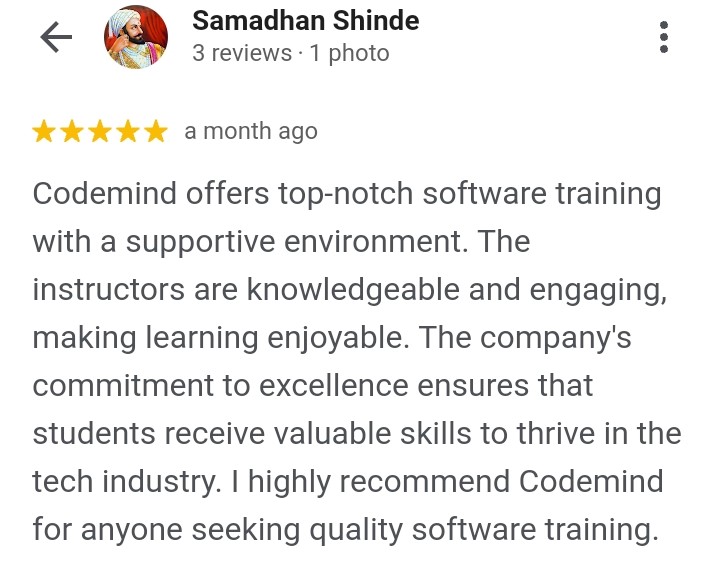 Samadhan Shinde
3 reviews · 1 photo
a month ago
Codemind offers top-notch software training
with a supportive environment. The
instructors are knowledgeable and engaging,
making learning enjoyable. The company's
commitment to excellence ensures that
students receive valuable skills to thrive in the
tech industry. I highly recommend Codemind
for anyone seeking quality software training.